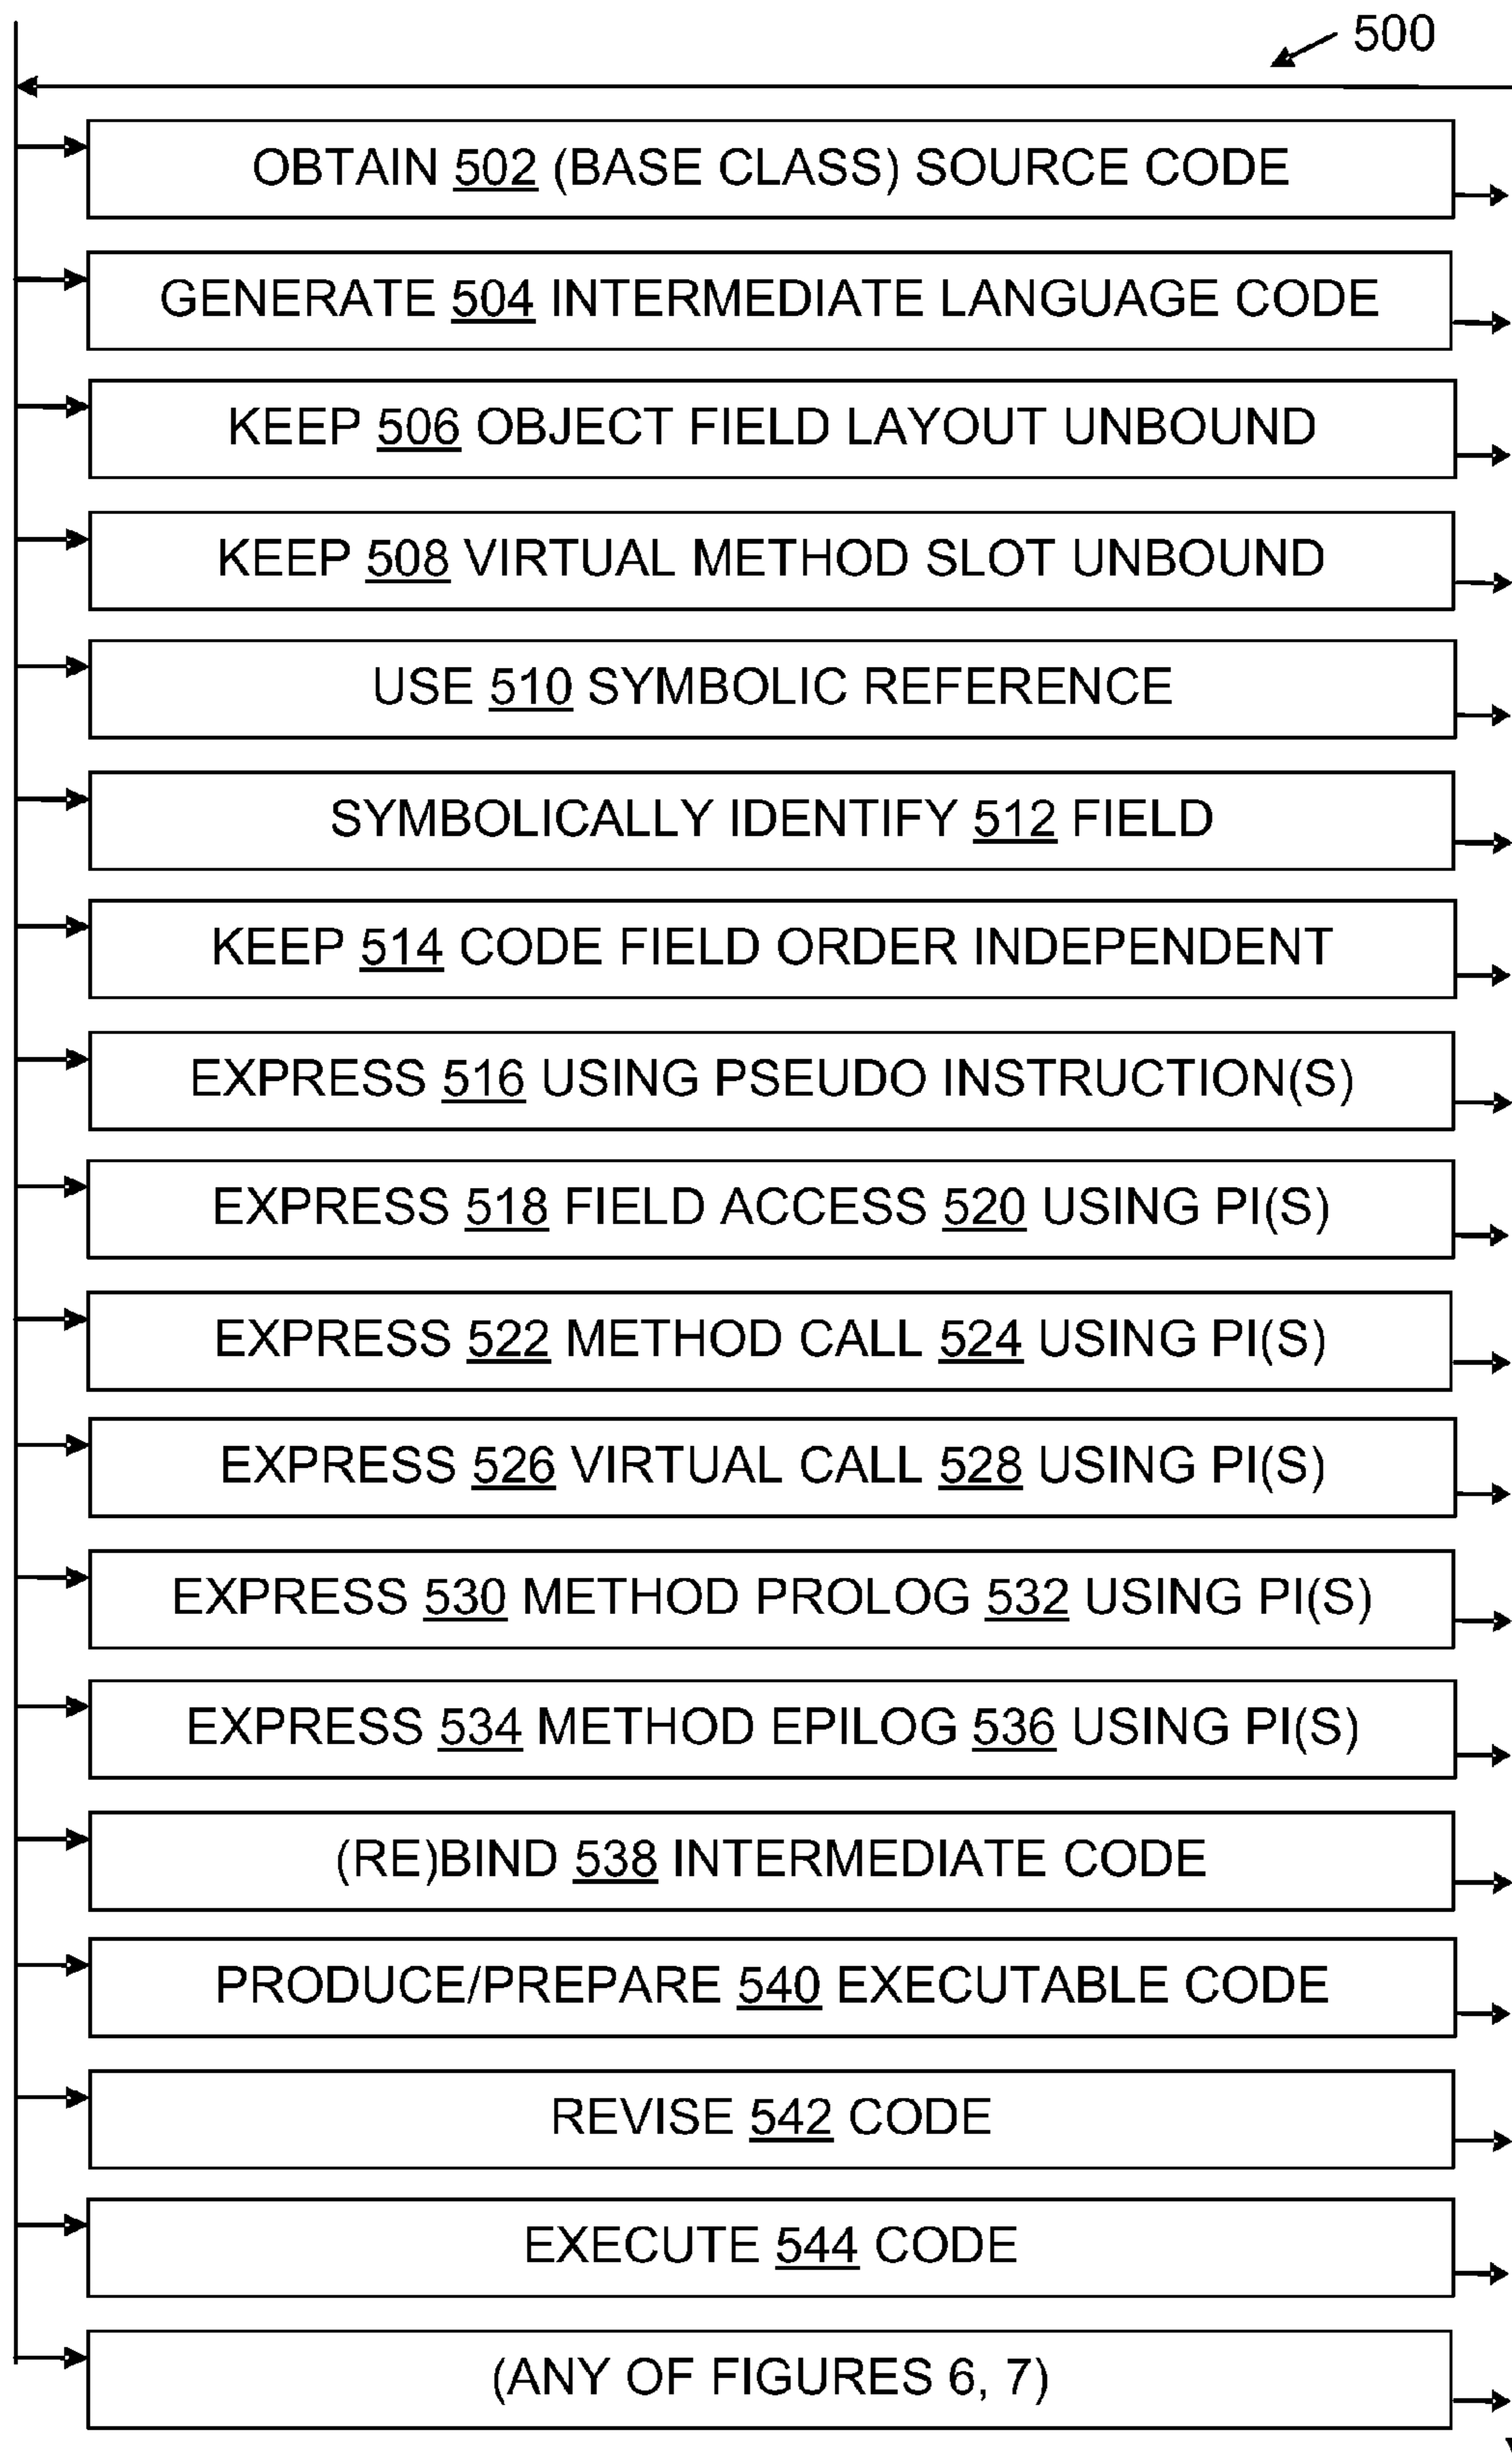 500
OBTAIN 502 (BASE CLASS) SOURCE CODE
GENERATE 504 INTERMEDIATE LANGUAGE CODE
KEEP 506 OBJECT FIELD LAYOUT UNBOUND
KEEP 508 VIRTUAL METHOD SLOT UNBOUND
USE 510 SYMBOLIC REFERENCE
SYMBOLICALLY IDENTIFY 512 FIELD
KEEP 514 CODE FIELD ORDER INDEPENDENT
EXPRESS 516 USING PSEUDO INSTRUCTION(S)
EXPRESS 518 FIELD ACCESS 520 USING PI(S)
EXPRESS 522 METHOD CALL 524 USING PI(S)
EXPRESS 526 VIRTUAL CALL 528 USING PI(S)
EXPRESS 530 METHOD PROLOG 532 USING PI(S)
EXPRESS 534 METHOD EPILOG 536 USING PI(S)
(RE)BIND 538 INTERMEDIATE CODE
PRODUCE/PREPARE 540 EXECUTABLE CODE
REVISE 542 CODE
EXECUTE 544 CODE
(ANY OF FIGURES 6, 7)